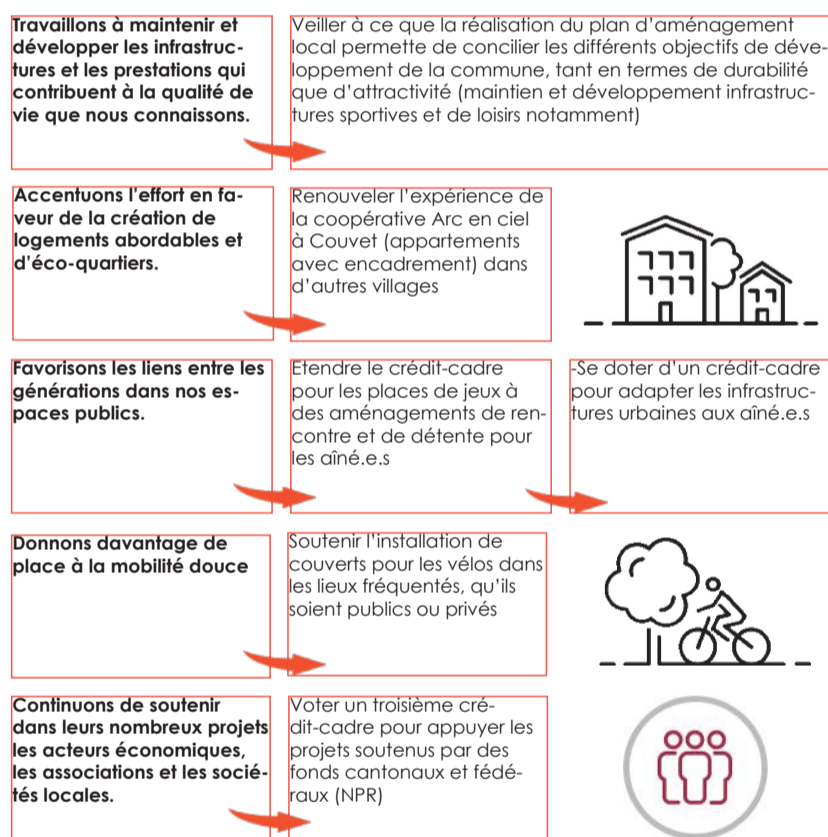 Travaillons à maintenir et
développer les infrastruc-
tures et les prestations qui
contribuent à la qualité de
vie que nous connaissons.
Veiller à ce que la réalisation du plan d'aménagement
local permette de concilier les différents objectifs de déve-
loppement de la commune, tant en termes de durabilité
que d'attractivité (maintien et développement infrastruc-
tures sportives et de loisirs notamment)
Accentuons l'effort en fa-
veur de la création de
logements abordables et
d'éco-quartiers.
Renouveler l'expérience de
la coopérative Arc en ciel
à Couvet (appartements
avec encadrement) dans
d'autres villages
Favorisons les liens entre les
générations dans nos es-
paces publics.
Etendre le crédit-cadre
pour les places de jeux à
des aménagements de ren-
contre et de détente pour
les aîné.e.s
-Se doter d'un crédit-cadre
pour adapter les infrastruc-
tures urbaines aux aîné.e.s
Donnons davantage de
place à la mobilité douce
Soutenir l'installation de
couverts pour les vélos dans
les lieux fréquentés, qu'ils
soient publics ou privés
Continuons de soutenir
dans leurs nombreux projets
les acteurs économiques,
les associations et les socié-
tés locales.
Voter un troisième cré-
dit-cadre pour appuyer les
projets soutenus par des
fonds cantonaux et fédé-
raux (NPR)